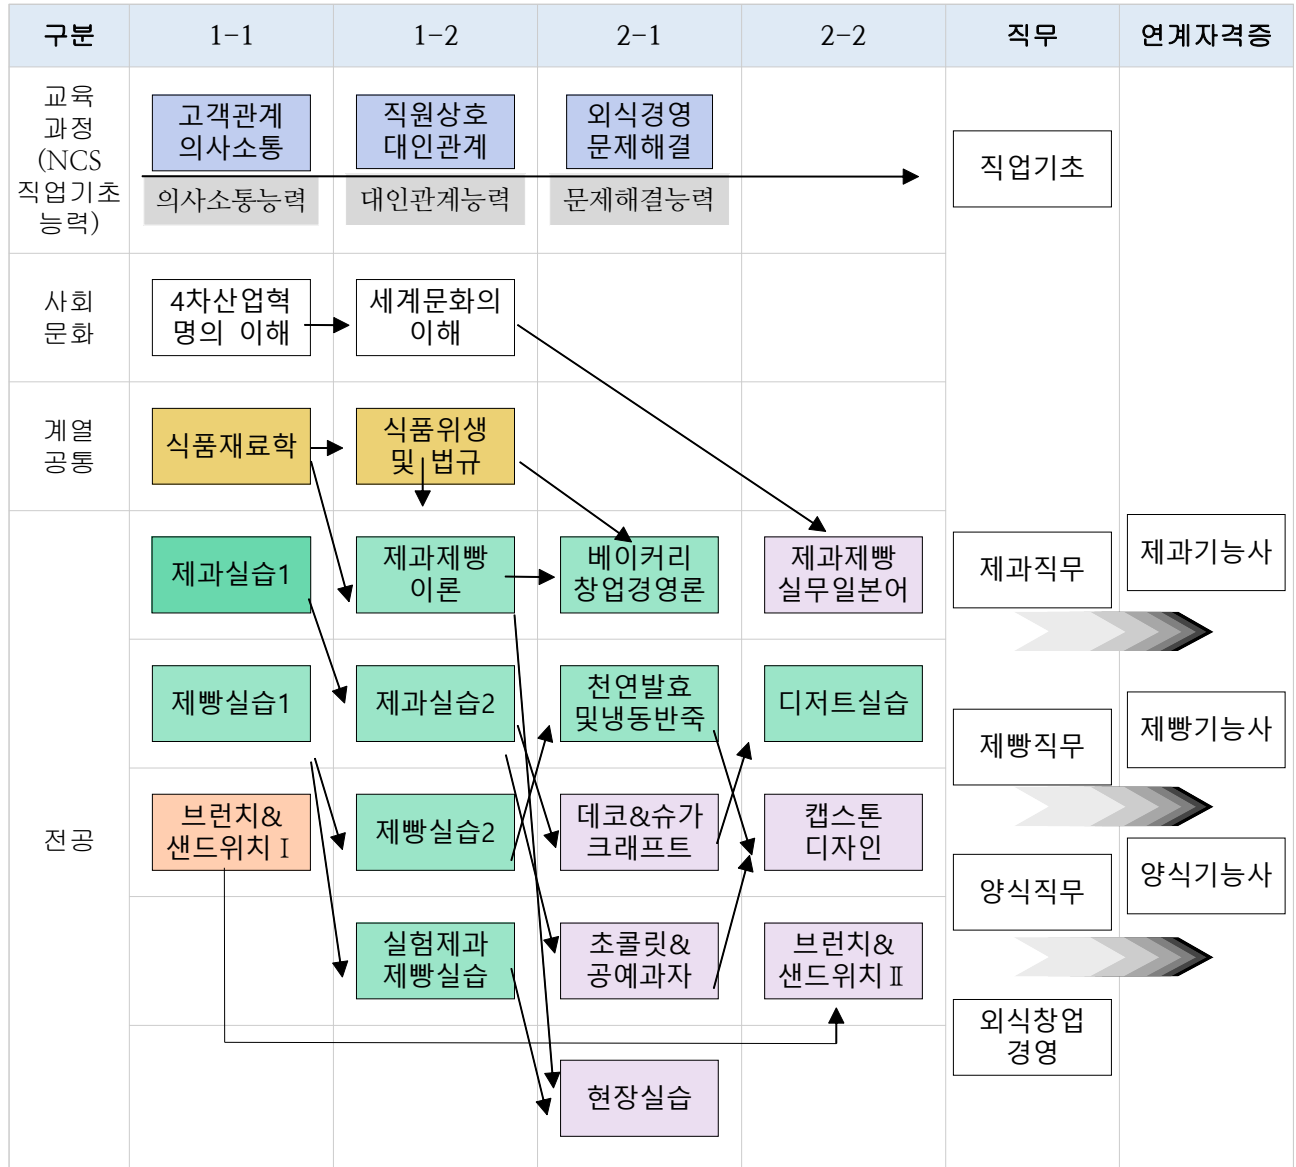 구분 1-1 1-2 2-1 2-2 직무 연계자격증
교육
과정
(NCS
직업기초
능력)
고객관계
의사소통
직원상호
대인관계
외식경영
문제해결
의사소통능력
대인관계능력
문제해결능력
직업기초
사회
문화
4차산업혁
명의 이해
세계문화의
이해
계열
공통
식품재료학
식품위생
및 법규
전공
제과실습1
제과제빵
이론
베이커리
창업경영론
제과제빵
실무일본어
제과직무
제과기능사
제빵실습1
제과실습2
천연발효
및냉동반죽
디저트실습
제빵직무
제빵기능사
브런치&
샌드위치Ⅰ
제빵실습2
데코&슈가
크래프트
캡스톤
디자인
양식직무
양식기능사
실험제과
제빵실습
초콜릿&
공예과자
브런치&
샌드위치Ⅱ
외식창업
경영
현장실습